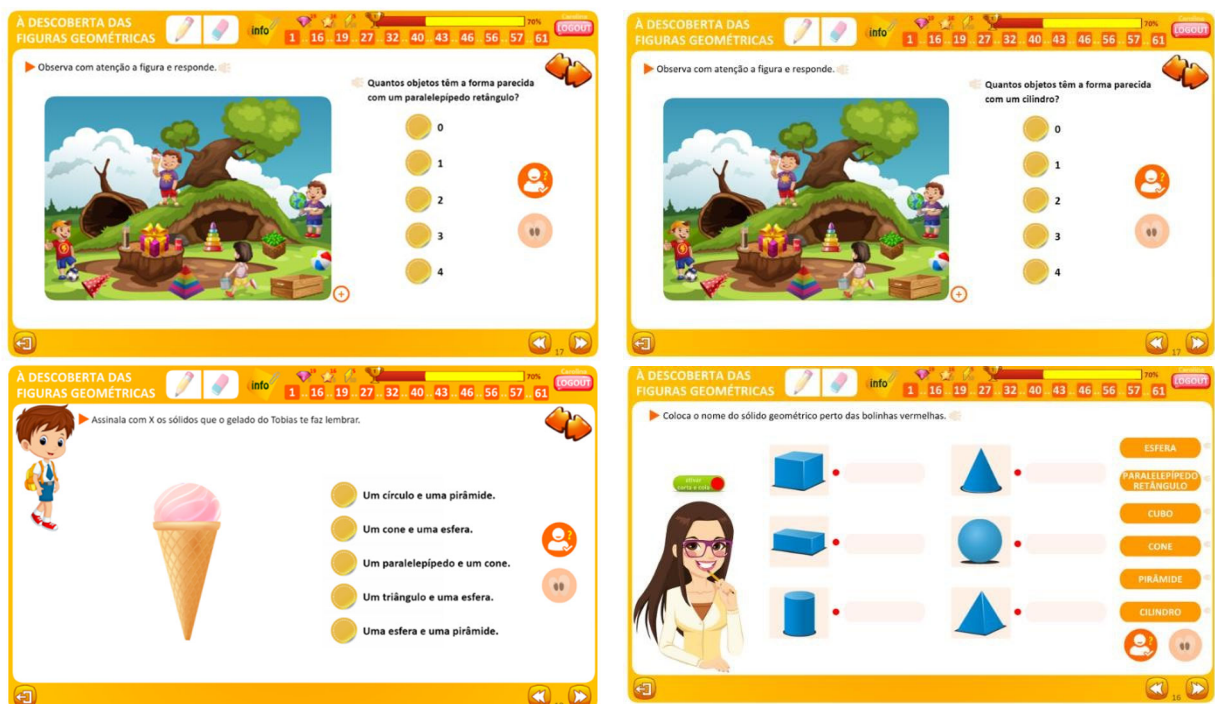 À DESCOBERTA DAS
FIGURAS GEOMÉTRICAS
info
70%
Carolina
LOGOUT
1 .. 16 .. 19 .. 27 .. 32 .. 40 .. 43 .. 46 .. 56 .. 57 .. 61
Observa com atenção a figura e responde.
Quantos objetos têm a forma parecida
com um paralelepípedo retângulo?
0
1
2
3
4
17
À DESCOBERTA DAS
FIGURAS GEOMÉTRICAS
info
70%
Carolina
LOGOUT
1 .. 16 .. 19 .. 27 .. 32 .. 40 .. 43 .. 46 .. 56 .. 57 .. 61
Observa com atenção a figura e responde.
Quantos objetos têm a forma parecida
com um cilindro?
0
1
2
3
4
17
À DESCOBERTA DAS
FIGURAS GEOMÉTRICAS
info
70%
Carolina
LOGOUT
1 .. 16 .. 19 .. 27 .. 32 .. 40 .. 43 .. 46 .. 56 .. 57 .. 61
Assinala com X os sólidos que o gelado do Tobias te faz lembrar.
Um círculo e uma pirâmide.
Um cone e uma esfera.
Um paralelepípedo e um cone.
Um triângulo e uma esfera.
Uma esfera e uma pirâmide.
À DESCOBERTA DAS
FIGURAS GEOMÉTRICAS
info
70%
Carolina
LOGOUT
1 .. 16 .. 19 .. 27 .. 32 .. 40 .. 43 .. 46 .. 56 .. 57 .. 61
Coloca o nome do sólido geométrico perto das bolinhas vermelhas.
ativar
corta e cola
ESFERA
PARALELEPÍPEDO
RETÂNGULO
CUBO
CONE
PIRÂMIDE
CILINDRO
16